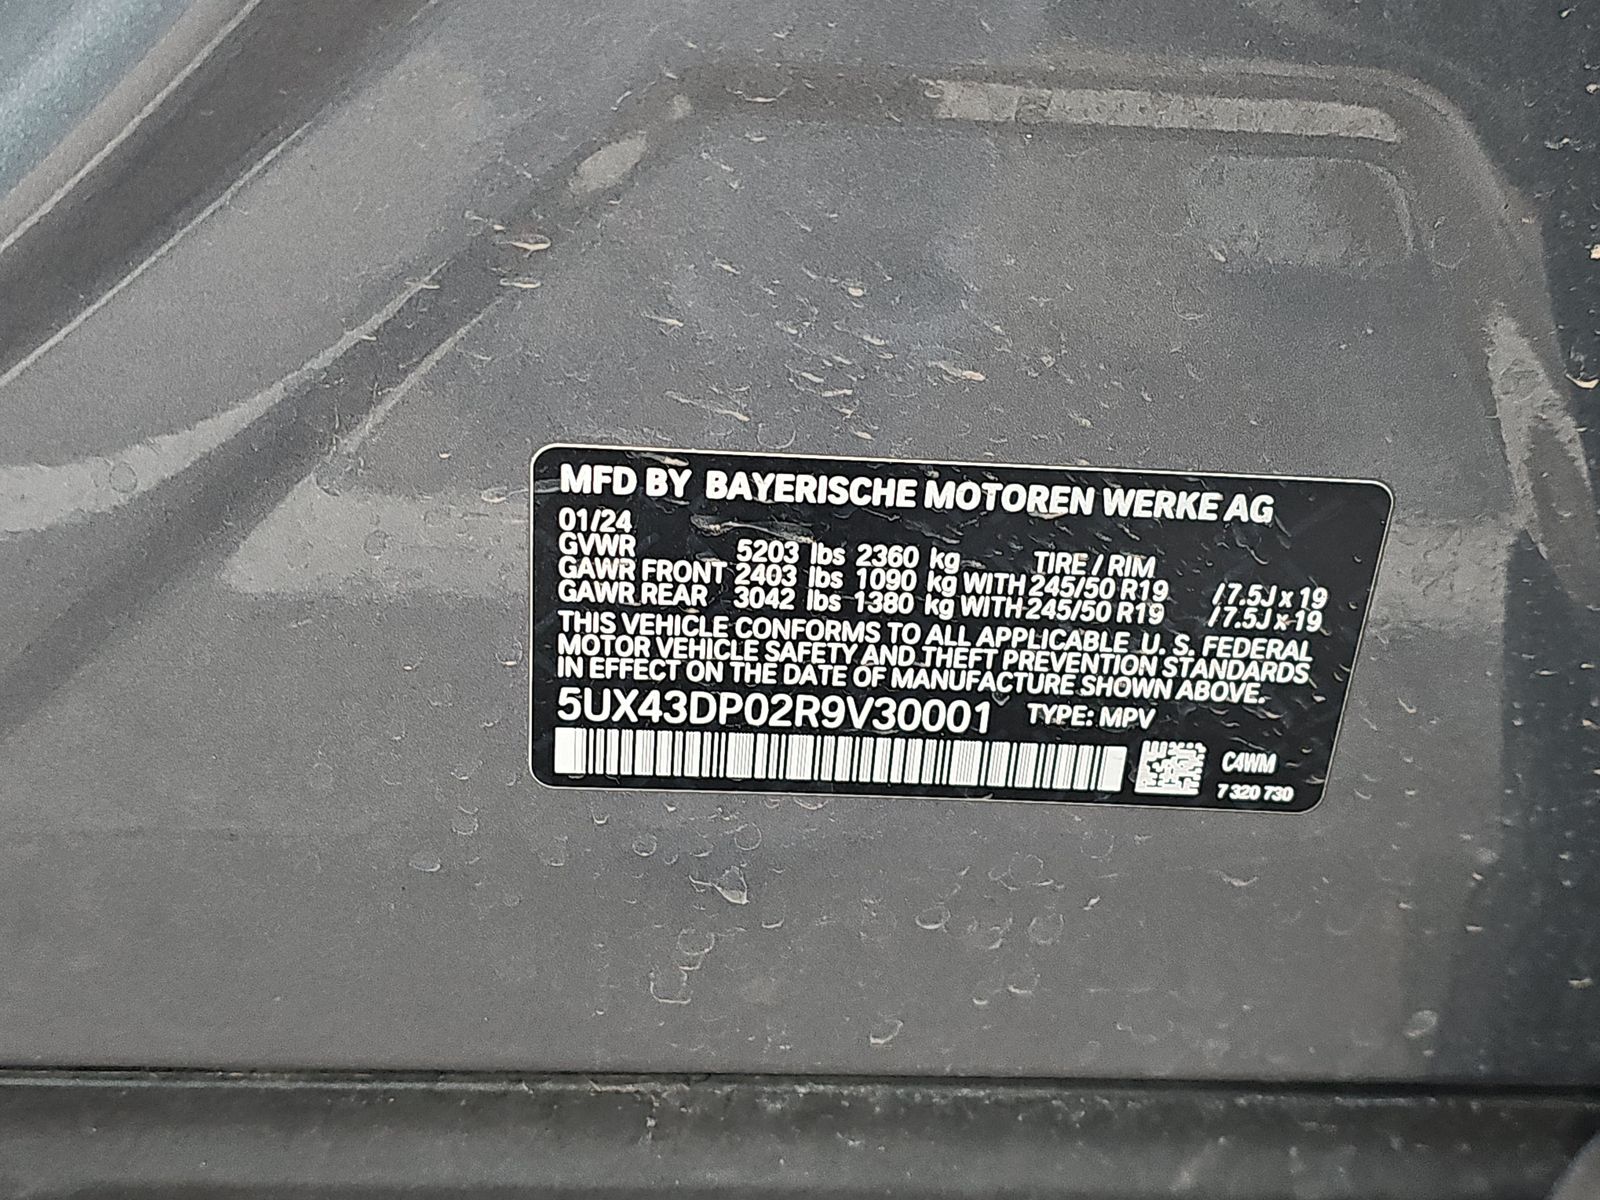 MFD BY BAYERISCHE MOTOREN WERKE AG
01/24
GVWR 5203 lbs 2360 kg TIRE / RIM
GAWR FRONT 2403 lbs 1090 kg WITH 245/50 R19 / 7.5J x 19
GAWR REAR 3042 lbs 1380 kg WITH 245/50 R19 / 7.5J x 19
THIS VEHICLE CONFORMS TO ALL APPLICABLE U. S. FEDERAL
MOTOR VEHICLE SAFETY AND THEFT PREVENTION STANDARDS
IN EFFECT ON THE DATE OF MANUFACTURE SHOWN ABOVE.
5UX43DP02R9V30001 TYPE: MPV
C4WM
7 320 730